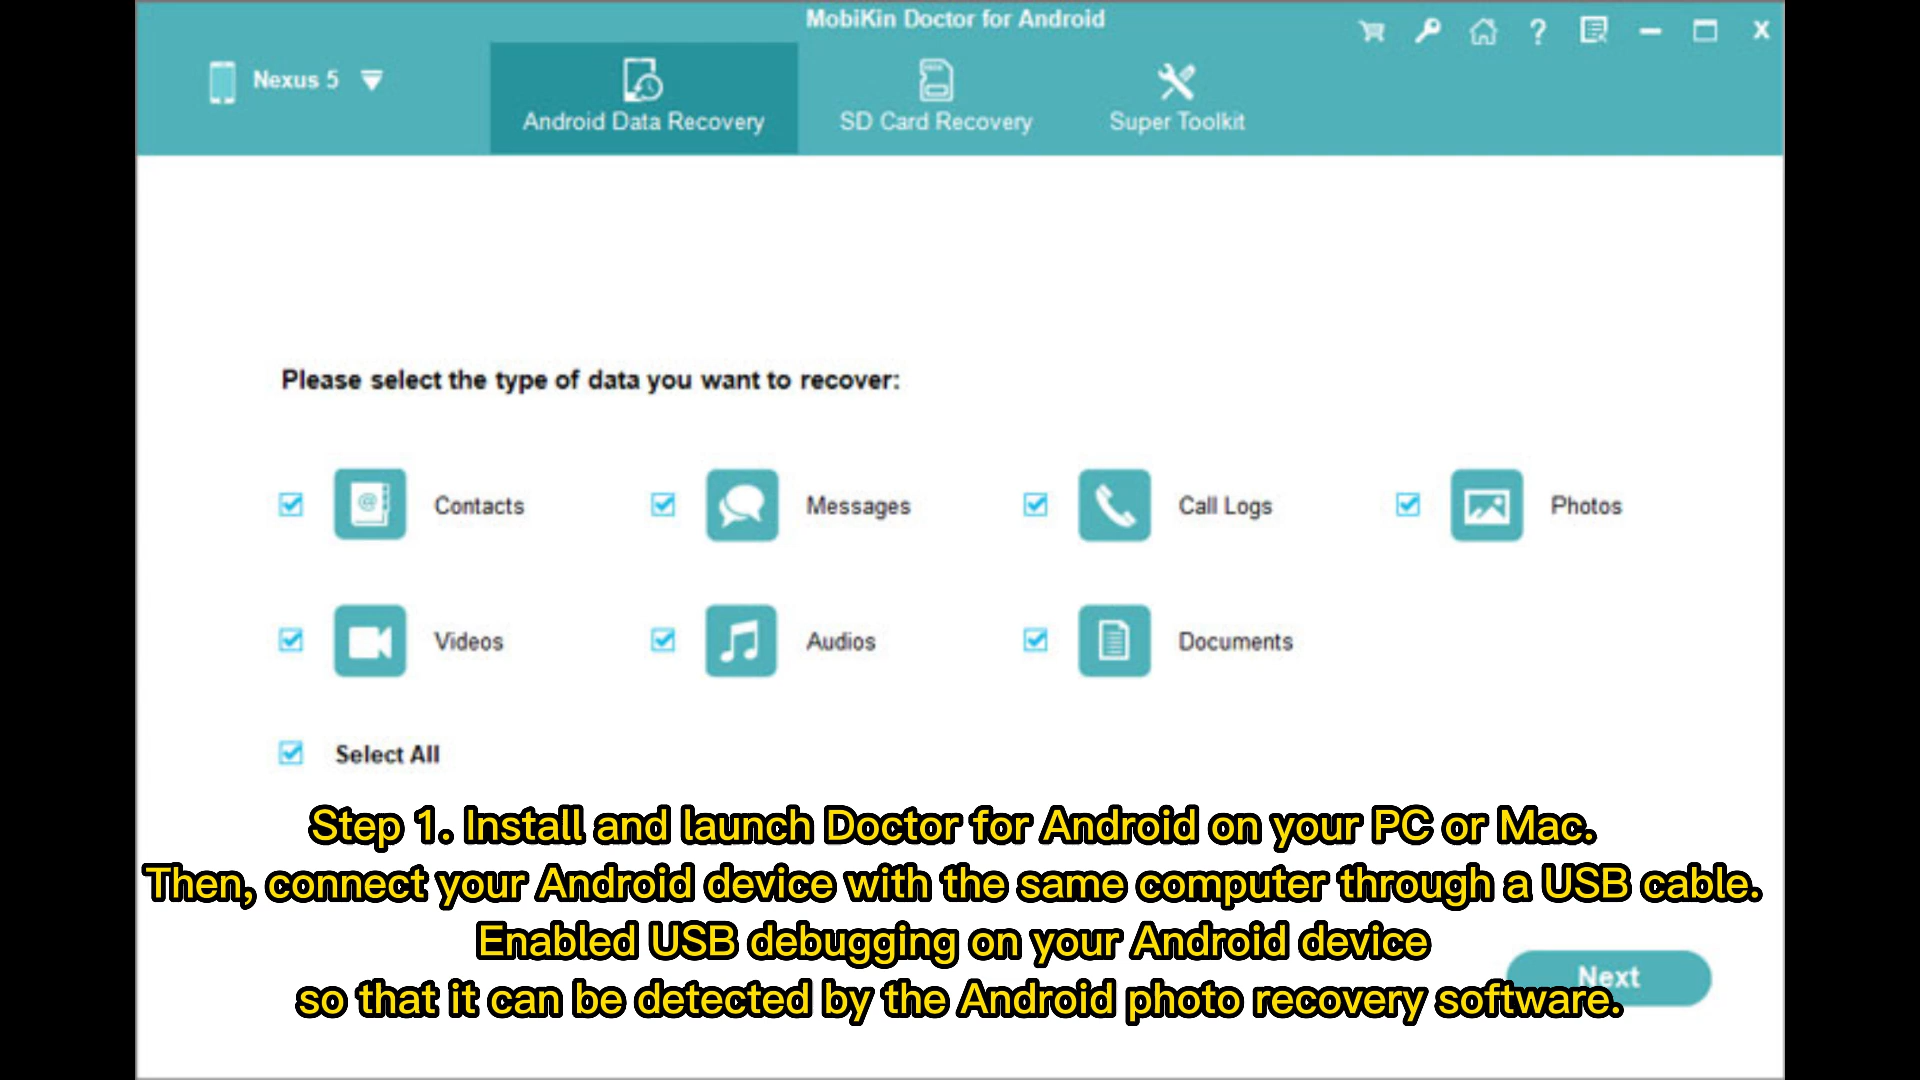 MobiKin Doctor for Android
Nexus 5
Android Data Recovery
SD Card Recovery
Super Toolkit
Please select the type of data you want to recover:
Contacts
Messages
Call Logs
Photos
Videos
Audios
Documents
Select All
Step 1. Install and launch Doctor for Android on your PC or Mac.
Then, connect your Android device with the same computer through a USB cable.
Enabled USB debugging on your Android device
Next
so that it can be detected by the Android photo recovery software.